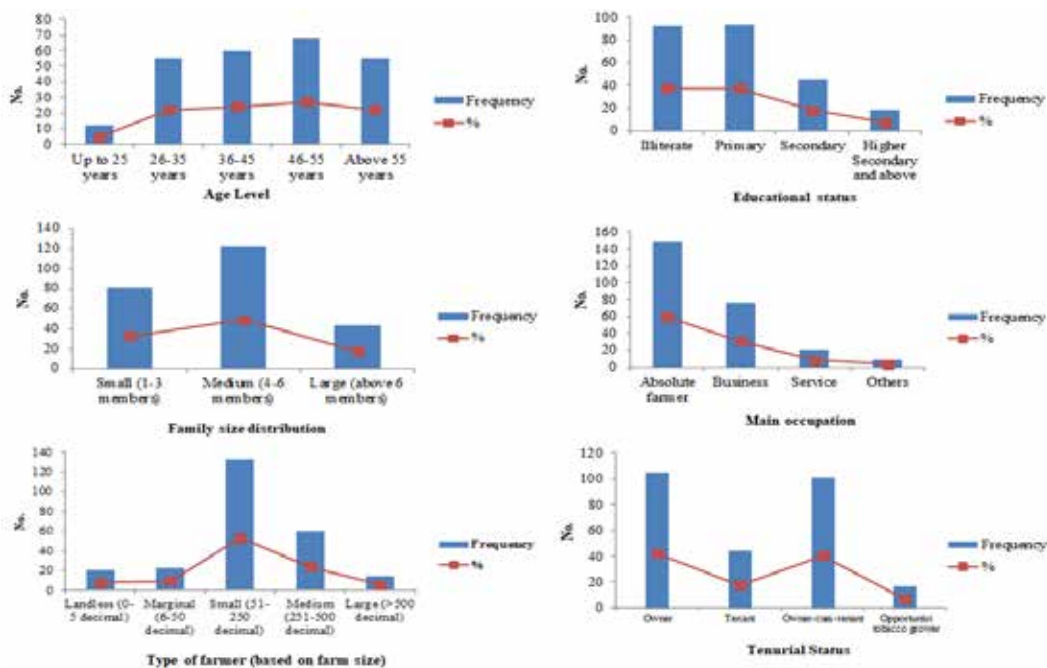 80
70
60
50
40
30
20
10
0
No.
Up to 25 years
26-35 years
36-45 years
46-55 years
Above 55 years
Age Level
Frequency
%
100
80
60
40
20
0
No.
Illiterate
Primary
Secondary
Higher Secondary and above
Educational status
Frequency
%
140
120
100
80
60
40
20
0
No.
Small (1-3 members)
Medium (4-6 members)
Large (above 6 members)
Family size distribution
Frequency
%
160
140
120
100
80
60
40
20
0
No.
Absolute farmer
Business
Service
Others
Main occupation
Frequency
%
140
120
100
80
60
40
20
0
No.
Landless (0-5 decimal)
Marginal (6-50 decimal)
Small (51-250 decimal)
Medium (251-500 decimal)
Large (>500 decimal)
Type of farmer (based on farm size)
Frequency
%
120
100
80
60
40
20
0
No.
Owner
Tenant
Owner-cum-tenant
Opportunist tobacco grower
Tenurial Status
Frequency
%